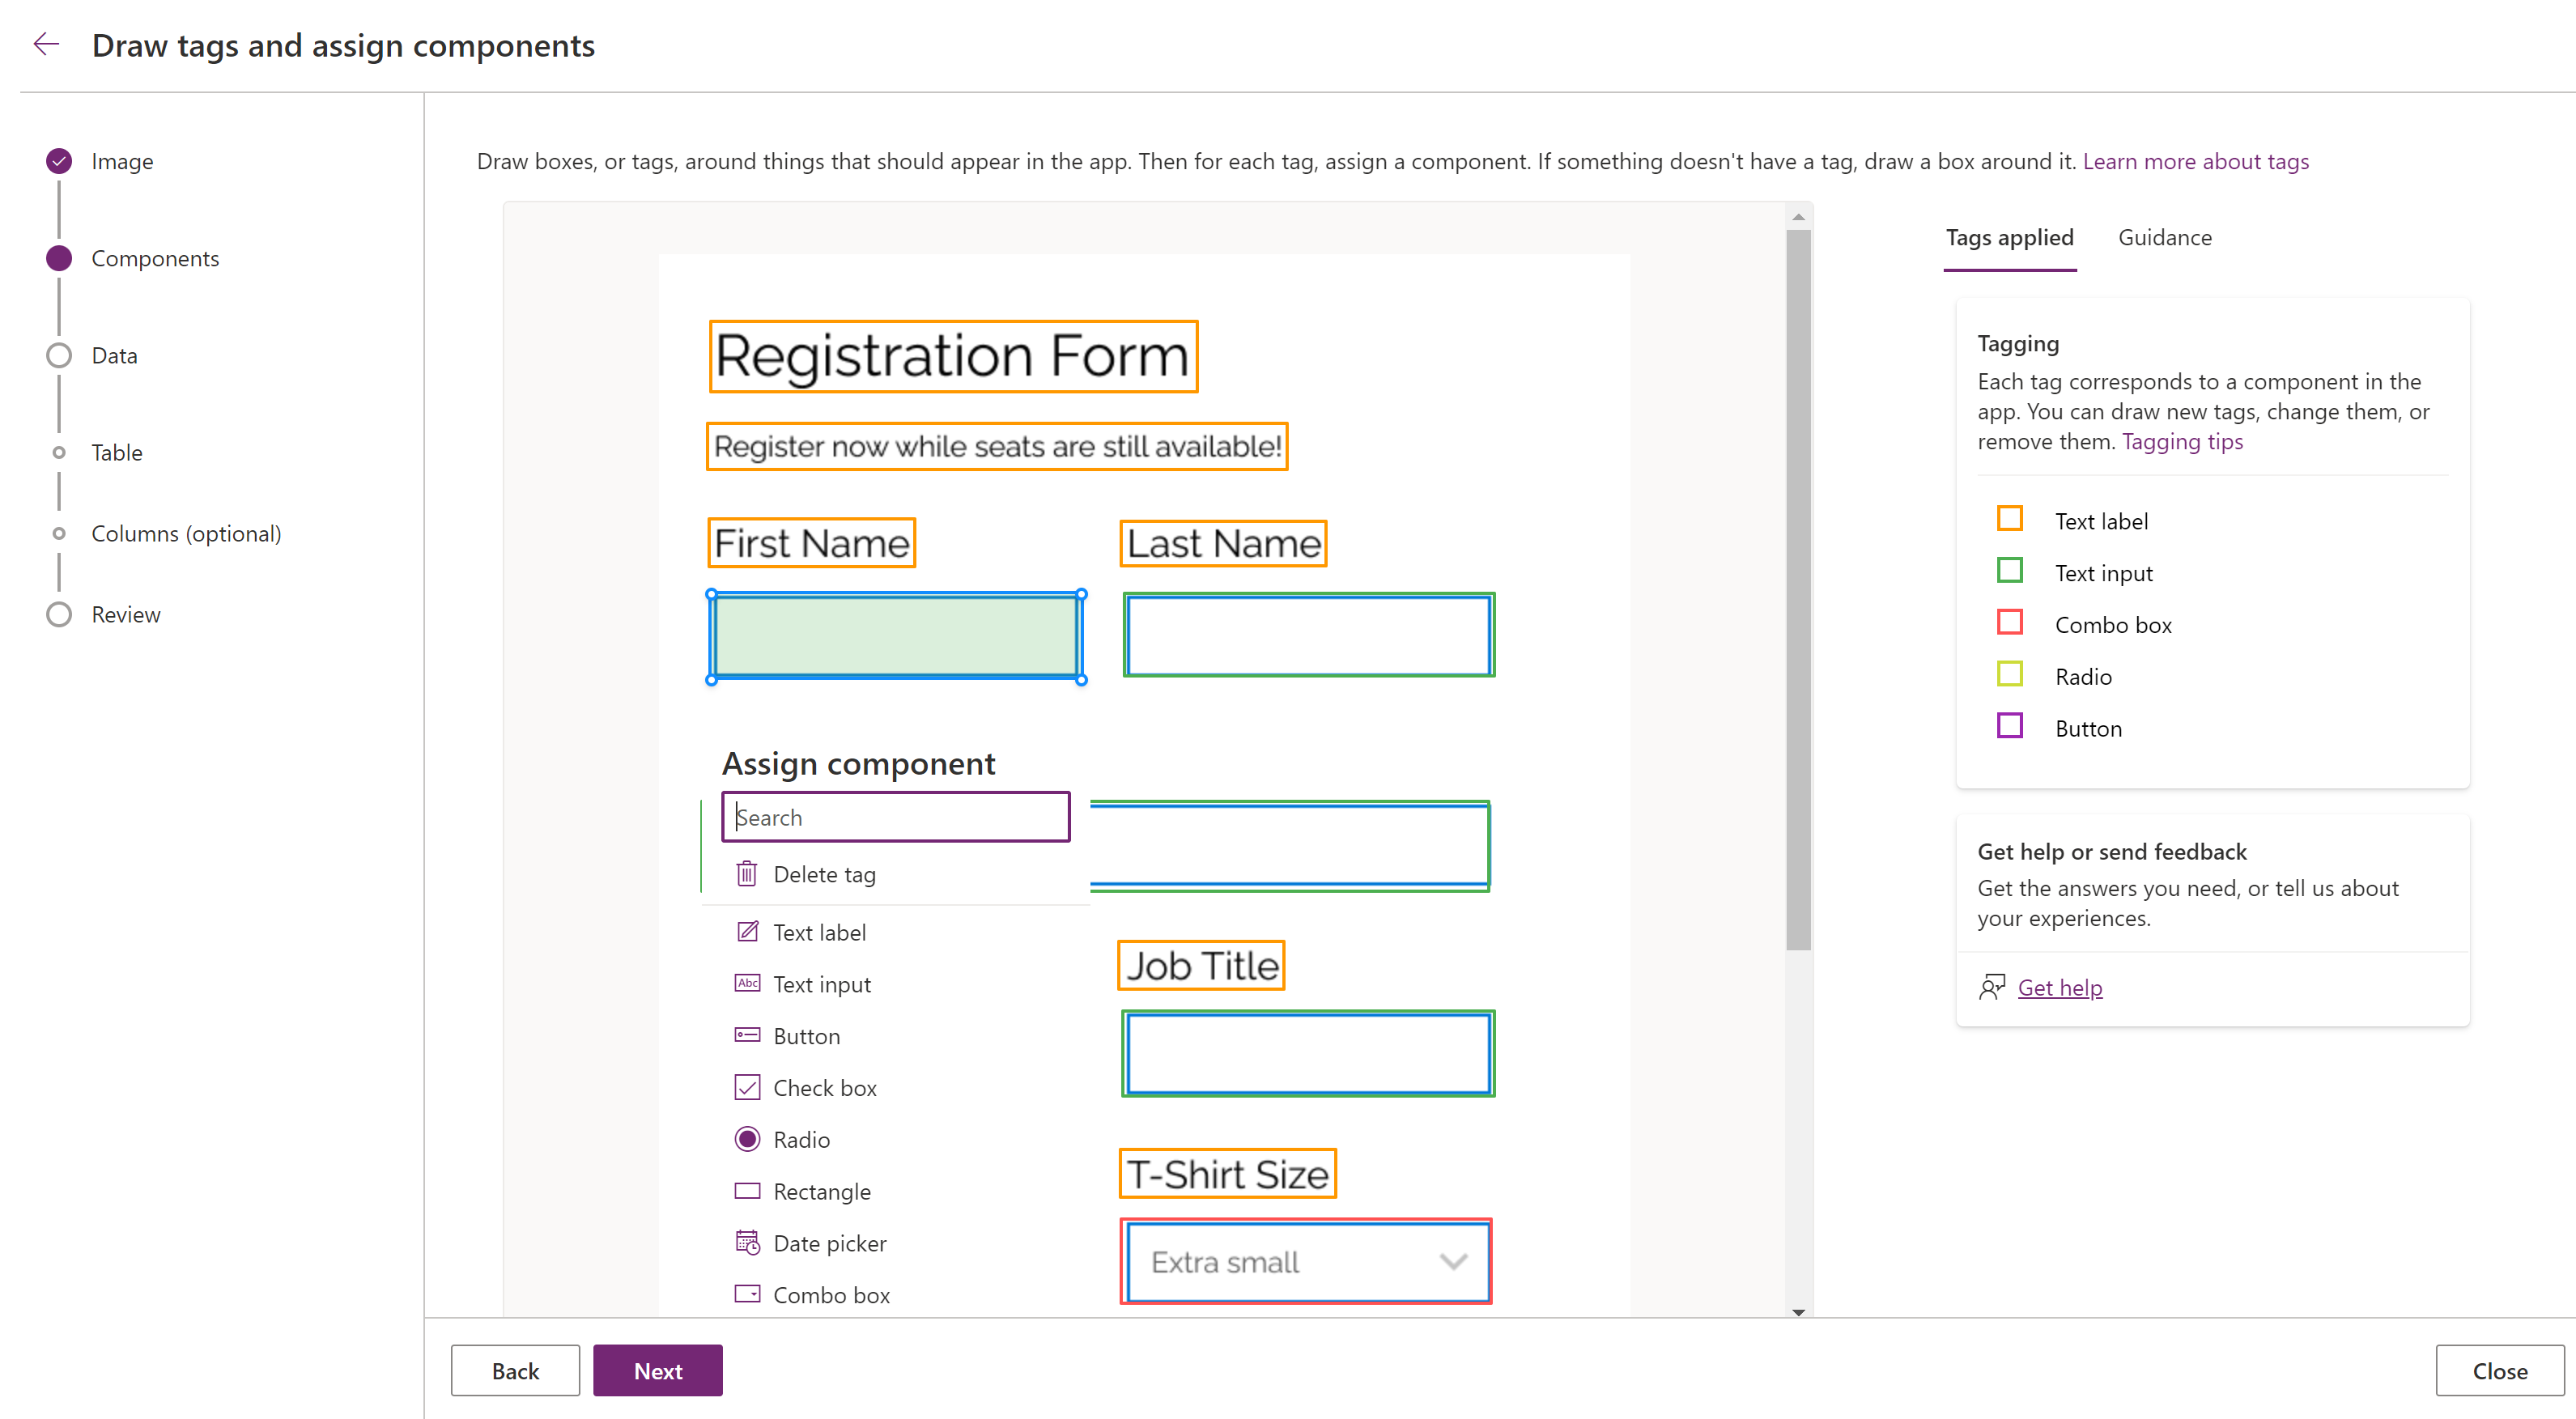 Draw tags and assign components
Image
Components
Data
Table
Columns (optional)
Review
Draw boxes, or tags, around things that should appear in the app. Then for each tag, assign a component. If something doesn't have a tag, draw a box around it. Learn more about tags
Registration Form
Register now while seats are still available!
First Name
Last Name
Assign component
Search
Delete tag
Text label
Abc Text input
Button
Check box
Radio
Rectangle
Date picker
Combo box
Job Title
T-Shirt Size
Extra small
Tags applied
Guidance
Tagging
Each tag corresponds to a component in the
app. You can draw new tags, change them, or
remove them. Tagging tips
Text label
Text input
Combo box
Radio
Button
Get help or send feedback
Get the answers you need, or tell us about
your experiences.
Get help
Back
Next
Close